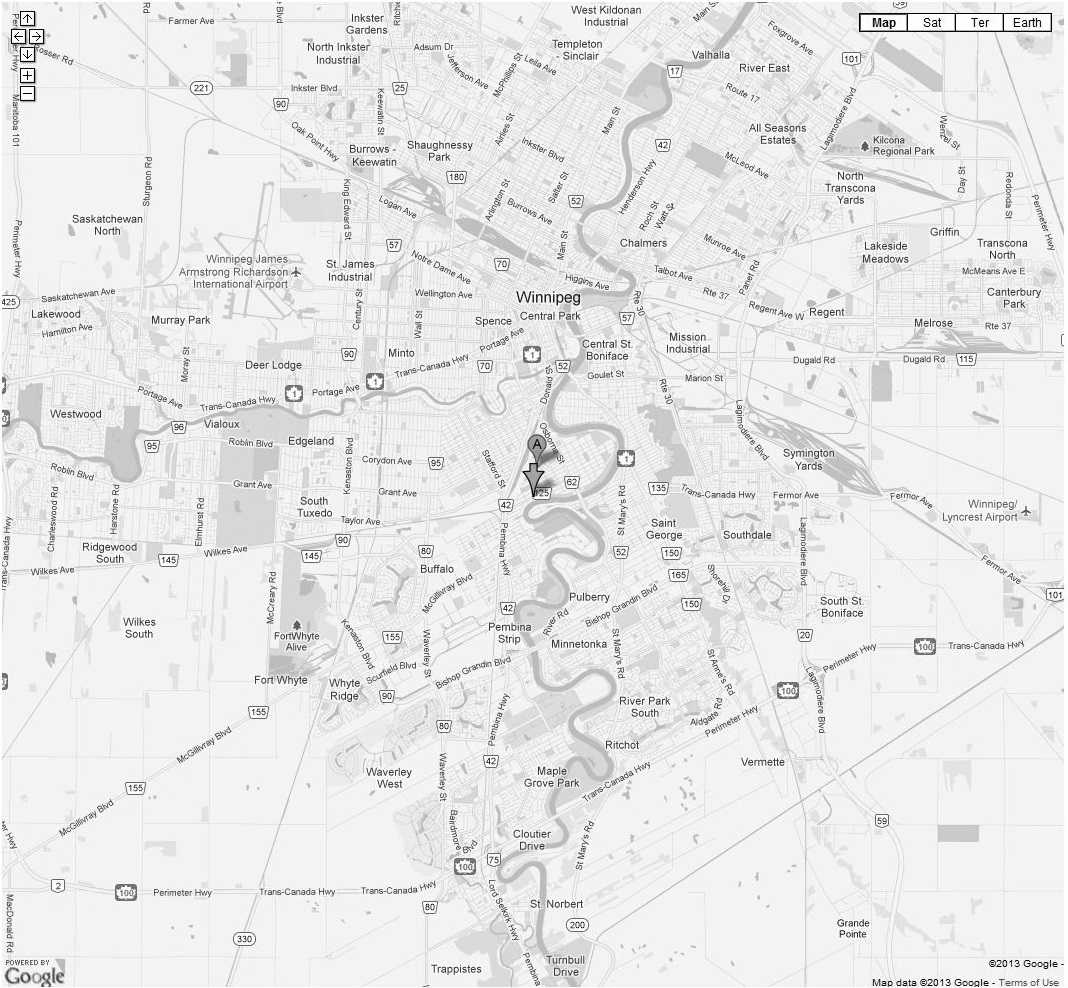 Map
Sat
Ter
Earth
Farmer Ave
Inkster
Gardens
West Kildonan
Industrial
Main St
Foxgrove Ave
Rosser Rd
North Inkster
Industrial
Adsum Dr
Templeton
- Sinclair
Valhalla
101
Jefferson Ave
McPhillips St
Leila Ave
17
River East
221
Inkster Blvd
25
90
Route 17
Manitoba 101
Keewatin St
Airlies St
Main St
Lagimodiere Blvd
Oak Point Hwy
All Seasons
Estates
Wenzel St
Burrows -
Keewatin
Shaughnessy
Park
Inkster Blvd
42
Kilcona
Regional Park
McLeod Ave
Sturgeon Rd
180
Arlington St
Salter St
Henderson Hwy
North
Transcona
Yards
Day St
Redonda St
Perimeter Hwy
King Edward St
Logan Ave
Burrows Ave
52
Roch St
Watt St
Saskatchewan
North
Perimeter Hwy
57
Main St
Chalmers
Munroe Ave
Griffin
Lakeside
Meadows
Transcona
North
Winnipeg James
Armstrong Richardson
International Airport
St. James
Industrial
Notre Dame Ave
70
Talbot Ave
Panet Rd
McMeans Ave E
Higgins Ave
Rte 37
425
Saskatchewan Ave
Century St
Wellington Ave
Winnipeg
Rte 30
Regent Ave W
Canterbury
Park
Lakewood
Hamilton Ave
Murray Park
Wall St
Spence
Central Park
57
Regent
Melrose
Rte 37
Moray St
90
Minto
Portage Ave
1
Central St.
Boniface
Mission
Industrial
Deer Lodge
Trans-Canada Hwy
70
52
Dugald Rd
Dugald Rd
115
1
1
Portage Ave
Goulet St
Marion St
Portage Ave
Trans-Canada Hwy
Donald St
Rte 30
Westwood
96
Vialoux
95
Roblin Blvd
Edgeland
A
Osborne St
Lagimodiere Blvd
Roblin Blvd
Kenaston Blvd
Corydon Ave
95
Stafford St
1
Symington
Yards
Grant Ave
Grant Ave
62
125
135
Trans-Canada Hwy
Fermor Ave
Fermor Ave
Winnipeg/
Lyncrest Airport
Charleswood Rd
Harstone Rd
Elmhurst Rd
South
Tuxedo
42
St Mary's Rd
Trans-Canada Hwy
Taylor Ave
Saint
George
Southdale
Ridgewood
South
145
Wilkes Ave
90
145
80
Pembina Hwy
52
150
Lagimodiere Blvd
Fermor Ave
Wilkes Ave
Buffalo
165
Shorehill Dr
McCreary Rd
McGillivray Blvd
101
42
Pulberry
Bishop Grandin Blvd
150
South St.
Boniface
Wilkes
South
FortWhyte
Alive
155
Pembina
Strip
River Rd
Minnetonka
20
Kenaston Blvd
Waverley St
St Mary's Rd
100
Trans-Canada Hwy
Perimeter Hwy
Fort Whyte
Scurfield Blvd
Bishop Grandin Blvd
St Anne's Rd
Whyte
Ridge
90
100
Lagimodiere Blvd
155
River Park
South
Aldgate Rd
Perimeter Hwy
McGillivray Blvd
80
Pembina Hwy
Ritchot
42
Vermette
Waverley
West
Waverley St
Maple
Grove Park
Trans-Canada Hwy
155
McGillivray Blvd
Bairdmore Blvd
Cloutier
Drive
St Mary's Rd
59
100
75
2
100
Perimeter Hwy
Trans-Canada Hwy
Trans-Canada Hwy
MacDonald Rd
80
Lord Selkirk Hwy
St. Norbert
200
Grande
Pointe
330
Pembina
Trappistes
Turnbull
Drive
POWERED BY
Google
©2013 Google -
Map data ©2013 Google - Terms of Use